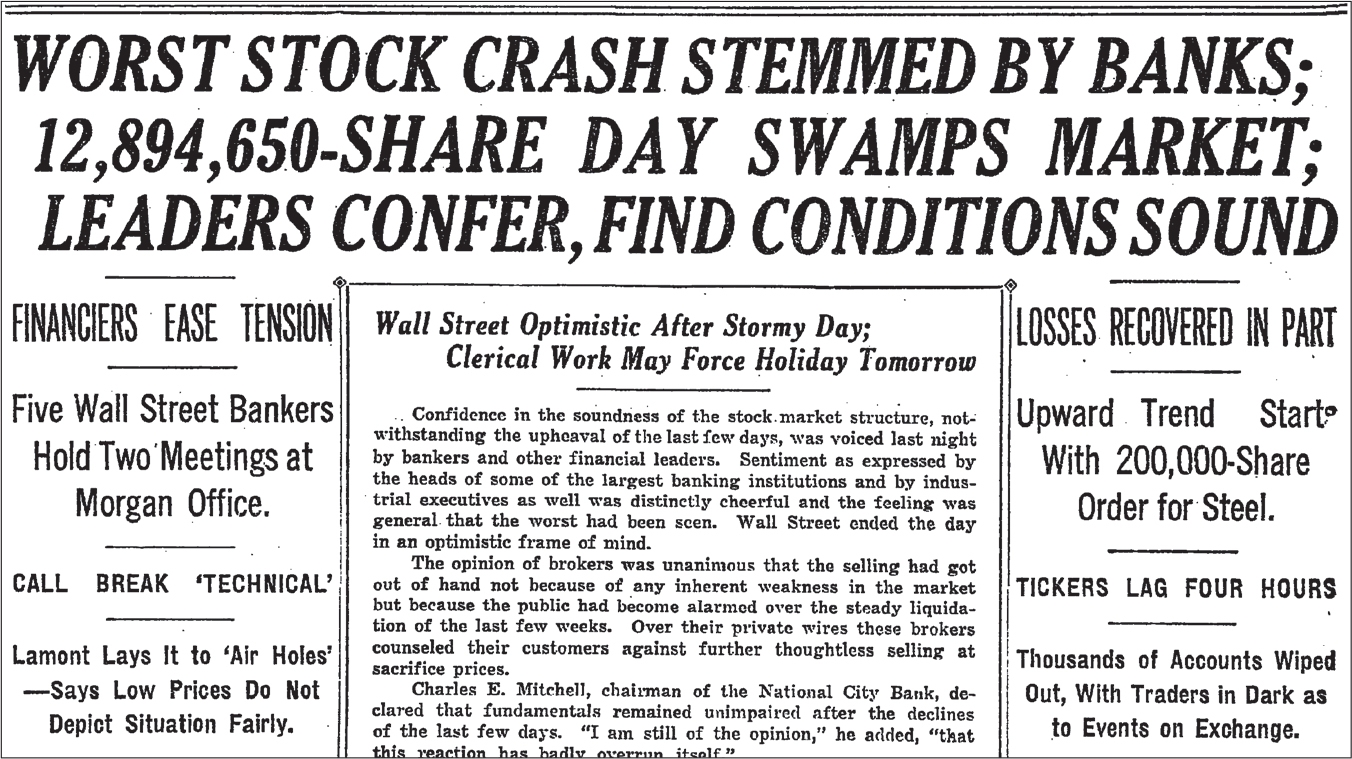 WORST STOCK CRASH STEMMED BY BANKS;
12,894,650-SHARE DAY SWAMPS MARKET;
LEADERS CONFER, FIND CONDITIONS SOUND
FINANCIERS EASE TENSION
Five Wall Street Bankers
Hold Two Meetings at
Morgan Office.
CALL BREAK 'TECHNICAL'
Lamont Lays It to 'Air Holes'
—Says Low Prices Do Not
Depict Situation Fairly.
Wall Street Optimistic After Stormy Day;
Clerical Work May Force Holiday Tomorrow
Confidence in the soundness of the stock market structure, not-
withstanding the upheaval of the last few days, was voiced last night
by bankers and other financial leaders. Sentiment as expressed by
the heads of some of the largest banking institutions and by indus-
trial executives as well was distinctly cheerful and the feeling was
general that the worst had been seen. Wall Street ended the day
in an optimistic frame of mind.
The opinion of brokers was unanimous that the selling had got
out of hand not because of any inherent weakness in the market
but because the public had become alarmed over the steady liquida-
tion of the last few weeks. Over their private wires these brokers
counseled their customers against further thoughtless selling at
sacrifice prices.
Charles E. Mitchell, chairman of the National City Bank, de-
clared that fundamentals remained unimpaired after the declines
of the last few days. "I am still of the opinion," he added, "that
this reaction has badly overrun itself."
LOSSES RECOVERED IN PART
Upward Trend Starts
With 200,000-Share
Order for Steel.
TICKERS LAG FOUR HOURS
Thousands of Accounts Wiped
Out, With Traders in Dark as
to Events on Exchange.